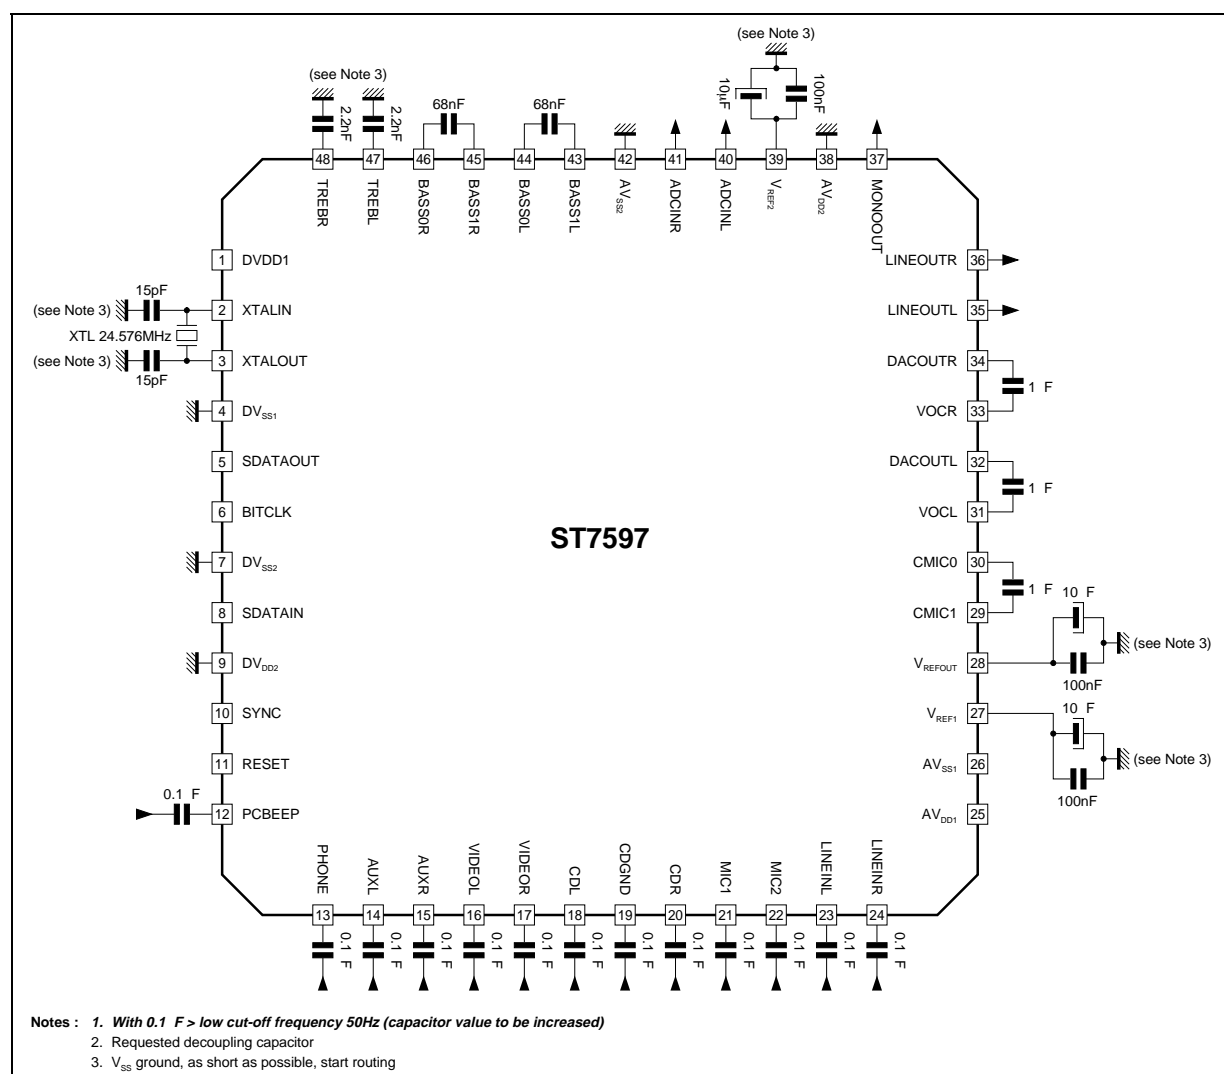 (see Note 3)
(see Note 3)
10µF
100nF
2.2nF
2.2nF
68nF
68nF
48 47 46 45 44 43 42 41 40 39 38 37
TREBR
TREBL
BASS0R
BASS1R
BASS0L
BASS1L
AVSS2
ADCINR
ADCINL
VREF2
AVDD2
MONOOUT
1 DVDD1
15pF
(see Note 3)
2 XTALIN
XTL 24.576MHz
(see Note 3)
3 XTALOUT
15pF
4 DVSS1
5 SDATAOUT
6 BITCLK
7 DVSS2
8 SDATAIN
9 DVDD2
10 SYNC
11 RESET
0.1 F
12 PCBEEP
ST7597
LINEOUTR 36
LINEOUTL 35
DACOUTR 34
1 F
VOCR 33
DACOUTL 32
1 F
VOCL 31
CMIC0 30
1 F
CMIC1 29
10 F
(see Note 3)
VREFOUT 28
100nF
VREF1 27
10 F
(see Note 3)
AVSS1 26
100nF
AVDD1 25
PHONE
AUXL
AUXR
VIDEOL
VIDEOR
CDL
CDGND
CDR
MIC1
MIC2
LINEINL
LINEINR
13 14 15 16 17 18 19 20 21 22 23 24
0.1 F
0.1 F
0.1 F
0.1 F
0.1 F
0.1 F
0.1 F
0.1 F
0.1 F
0.1 F
0.1 F
0.1 F
Notes : 1. With 0.1 F > low cut-off frequency 50Hz (capacitor value to be increased)
2. Requested decoupling capacitor
3. VSS ground, as short as possible, start routing